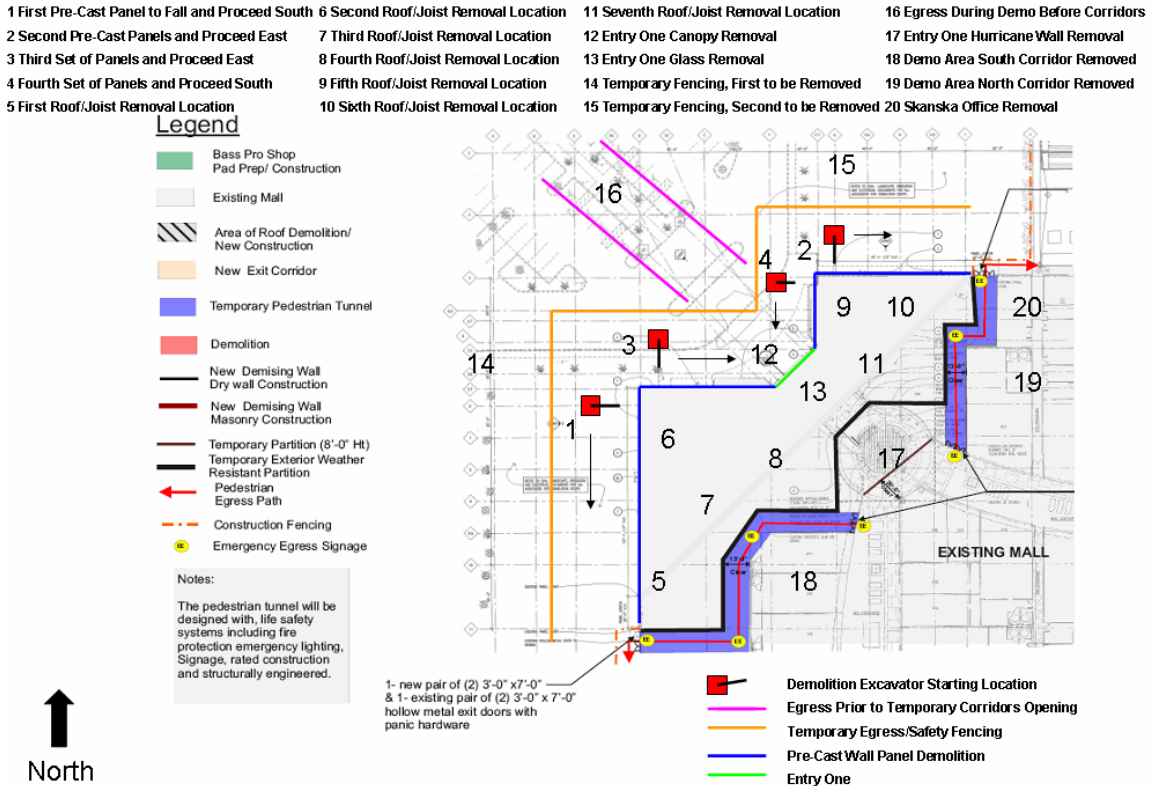 1 First Pre-Cast Panel to Fall and Proceed South 6 Second Roof/Joist Removal Location 11 Seventh Roof/Joist Removal Location 16 Egress During Demo Before Corridors
2 Second Pre-Cast Panels and Proceed East 7 Third Roof/Joist Removal Location 12 Entry One Canopy Removal 17 Entry One Hurricane Wall Removal
3 Third Set of Panels and Proceed East 8 Fourth Roof/Joist Removal Location 13 Entry One Glass Removal 18 Demo Area South Corridor Removed
4 Fourth Set of Panels and Proceed South 9 Fifth Roof/Joist Removal Location 14 Temporary Fencing, First to be Removed 19 Demo Area North Corridor Removed
5 First Roof/Joist Removal Location 10 Sixth Roof/Joist Removal Location 15 Temporary Fencing, Second to be Removed 20 Skanska Office Removal
Legend
Bass Pro Shop
Pad Prep/ Construction
Existing Mall
Area of Roof Demolition/
New Construction
New Exit Corridor
Temporary Pedestrian Tunnel
Demolition
New Demising Wall
Dry wall Construction
New Demising Wall
Masonry Construction
Temporary Partition (8'-0" Ht)
Temporary Exterior Weather
Resistant Partition
Pedestrian
Egress Path
Construction Fencing
EE Emergency Egress Signage
Notes:
The pedestrian tunnel will be
designed with, life safety
systems including fire
protection emergency lighting,
Signage, rated construction
and structurally engineered.
North
15
16
2
4
9
10
20
EE
EE
3
12
14
11
19
13
1
6
8
17
EE
7
EE
EE
EXISTING MALL
5
18
EE
EE
1- new pair of (2) 3'-0" x7'-0"
& 1- existing pair of (2) 3'-0" x 7'-0"
hollow metal exit doors with
panic hardware
Demolition Excavator Starting Location
Egress Prior to Temporary Corridors Opening
Temporary Egress/Safety Fencing
Pre-Cast Wall Panel Demolition
Entry One